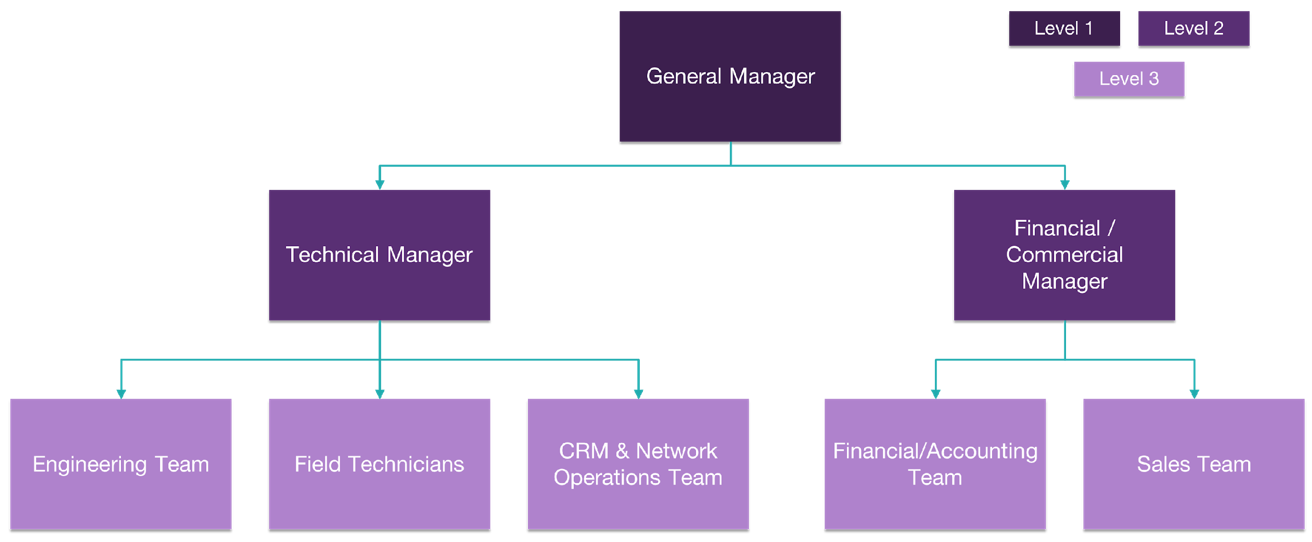 General Manager
Level 1
Level 2
Level 3
Technical Manager
Financial /
Commercial
Manager
Engineering Team
Field Technicians
CRM & Network
Operations Team
Financial/Accounting
Team
Sales Team